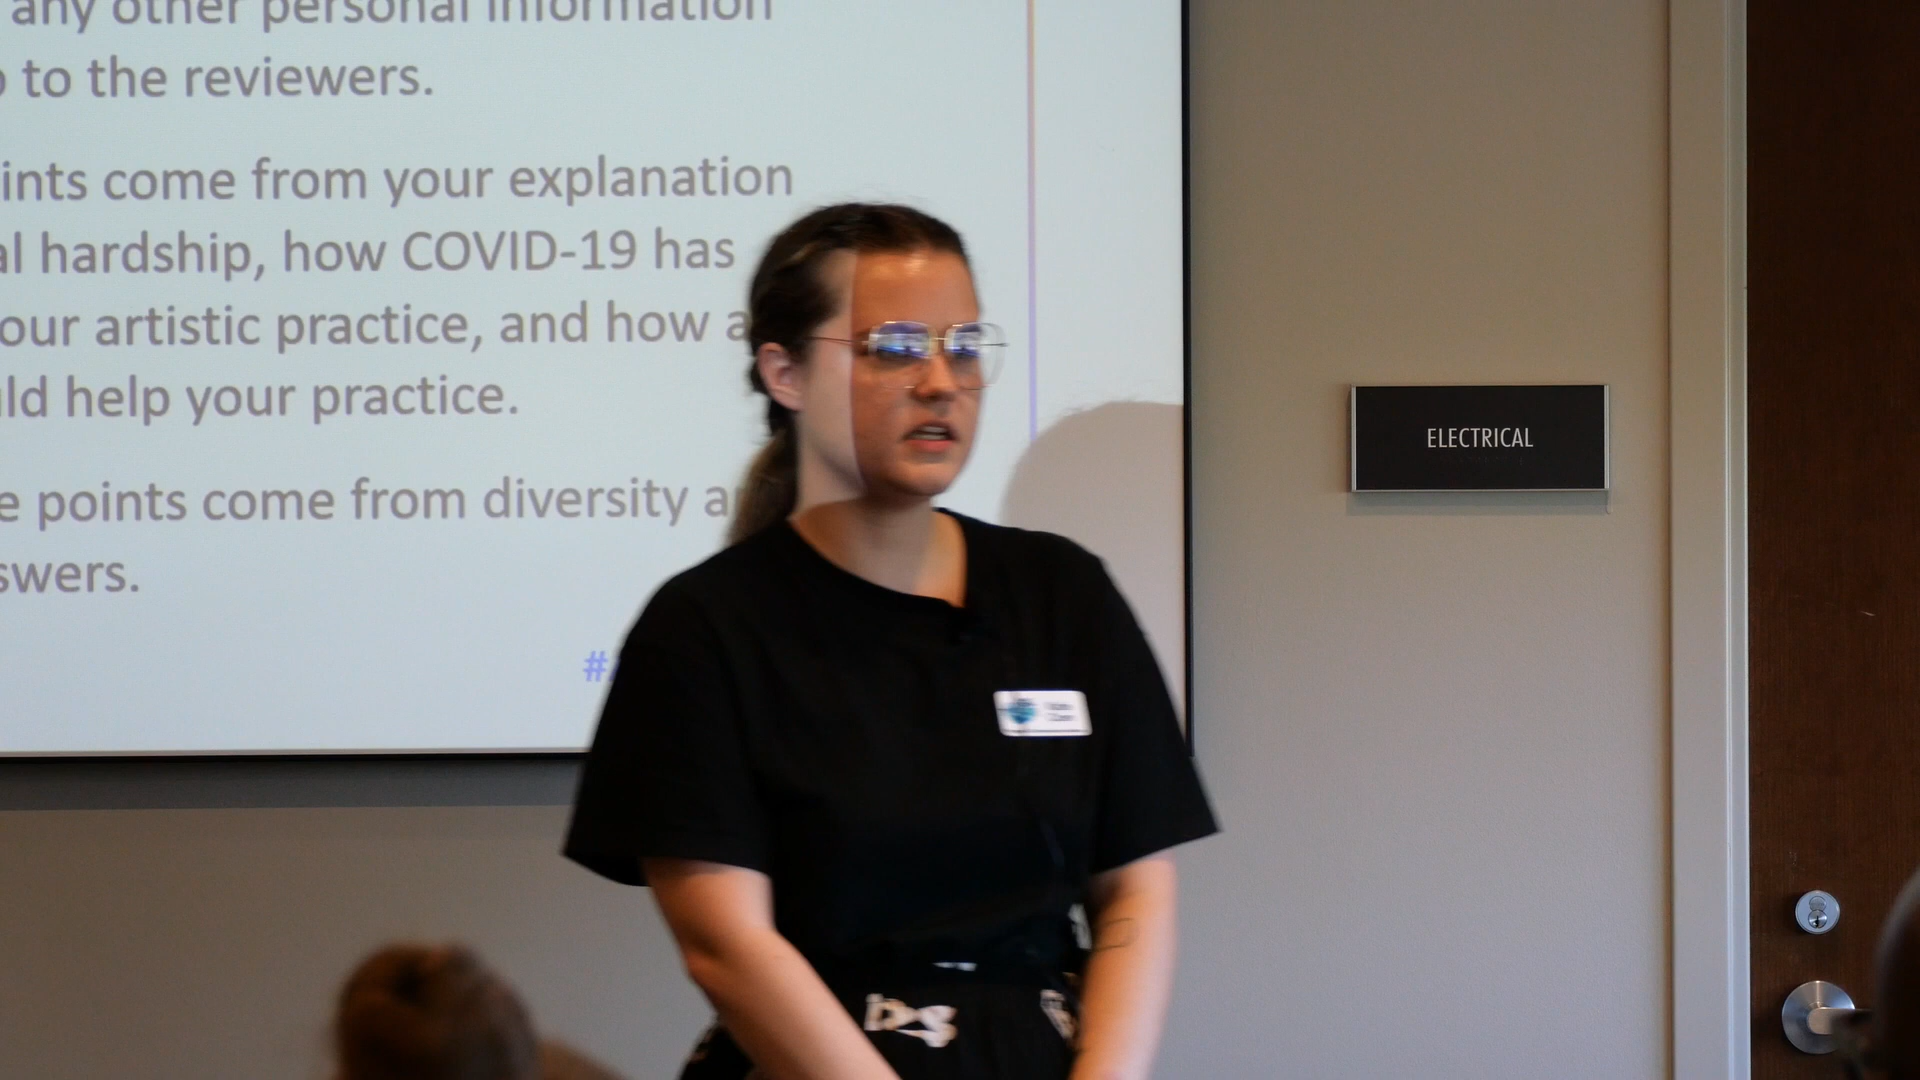 any other personal information
to the reviewers.
ints come from your explanation
al hardship, how COVID-19 has
our artistic practice, and how a
ld help your practice.
e points come from diversity a
swers.
#
ELECTRICAL